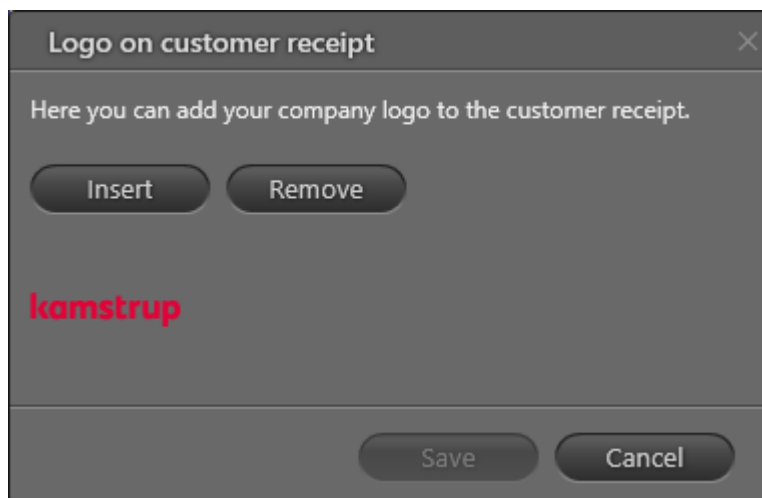 Logo on customer receipt
Here you can add your company logo to the customer receipt.
Insert Remove
kamstrup
Save Cancel